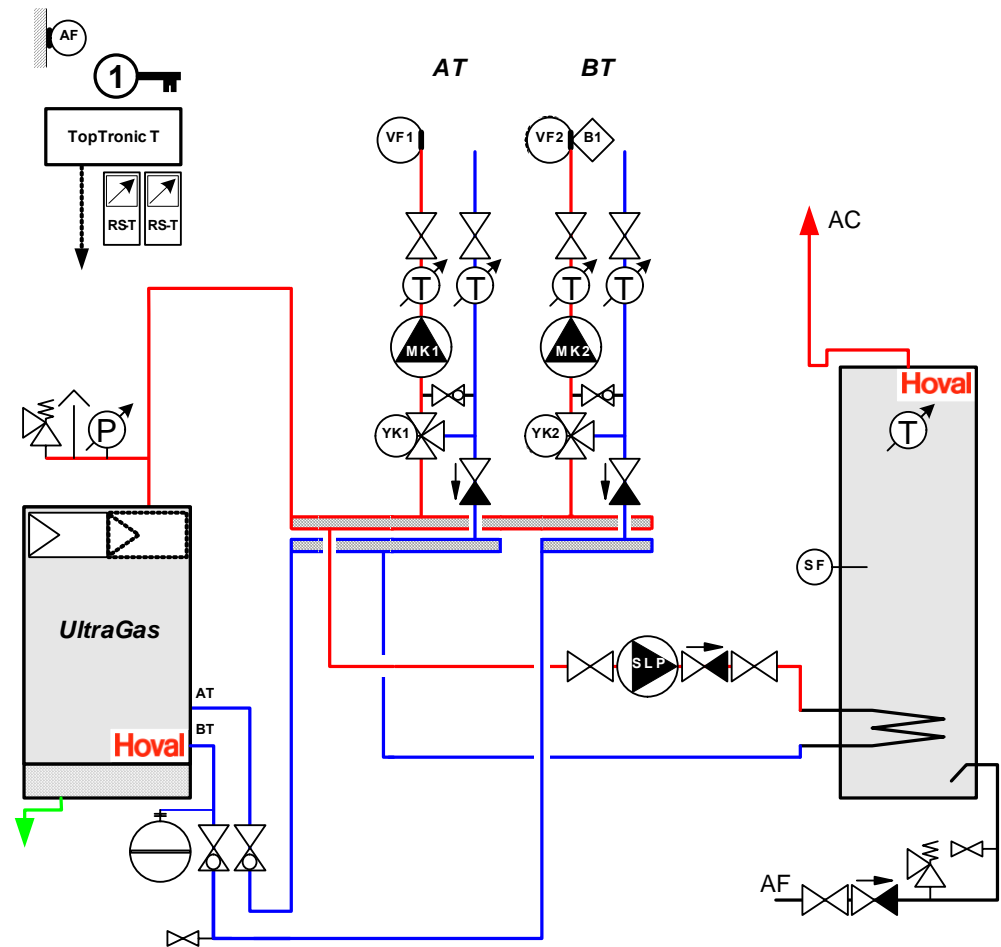 AF
1
AT
BT
TopTronic T
VF1
VF2
B1
RS-T
RS-T
AC
T
T
T
T
MK1
MK2
Hoval
P
YK1
YK2
T
SF
UltraGas
SLP
AT
BT
Hoval
AF